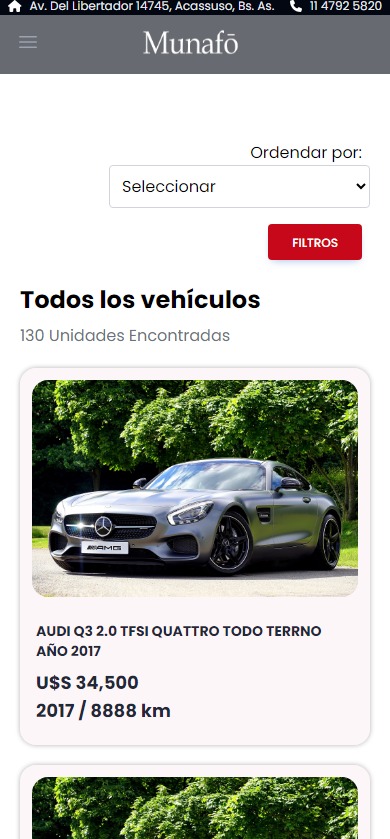 Av. Del Libertador 14745, Acassuso, Bs. As. 11 4792 5820
Munafō
Ordendar por:
Seleccionar
FILTROS
Todos los vehículos
130 Unidades Encontradas
AMG
AUDI Q3 2.0 TFSI QUATTRO TODO TERRNO
AÑO 2017
U$S 34,500
2017 / 8888 km